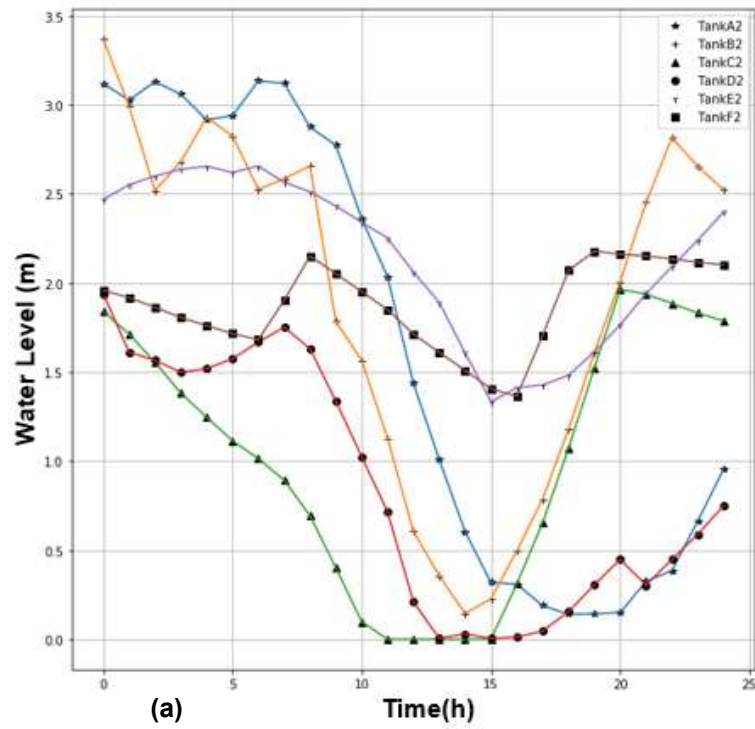 3.5
3.0
2.5
2.0
1.5
1.0
0.5
0.0
Water Level (m)
TankA2
TankB2
TankC2
TankD2
TankE2
TankF2
0 5 10 15 20 25
(a) Time(h)